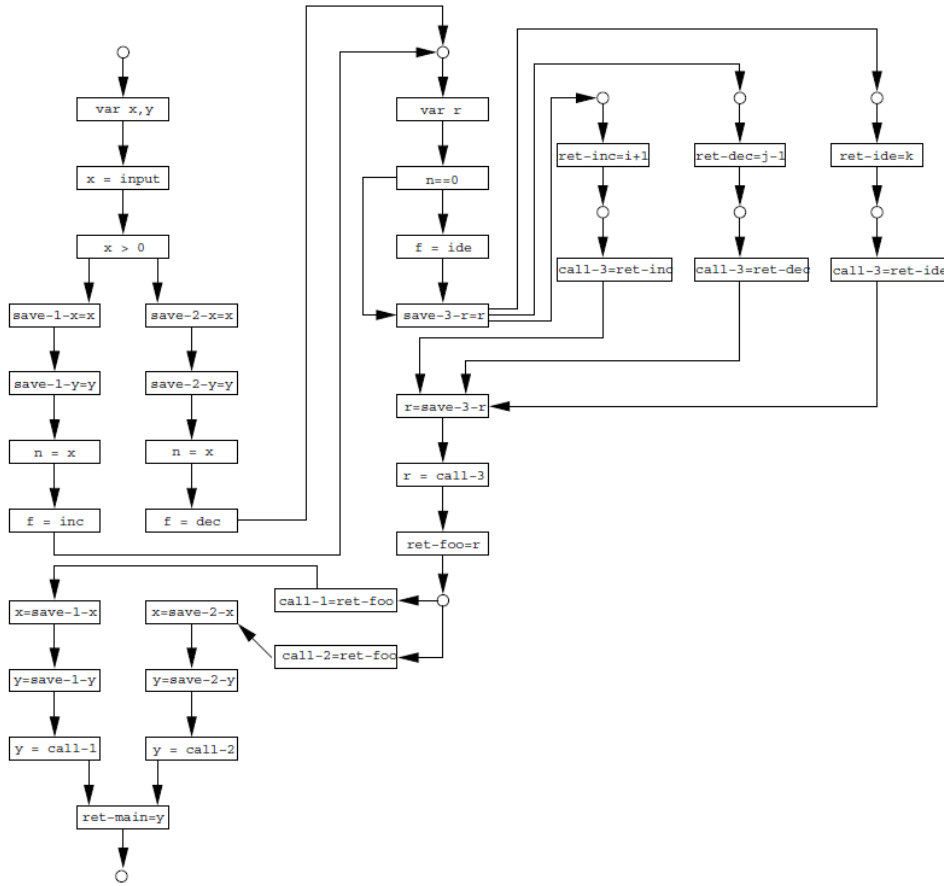 var x,y
x = input
x > 0
save-1-x=x
save-1-y=y
n = x
f = inc
save-2-x=x
save-2-y=y
n = x
f = dec
var r
n==0
f = ide
save-3-r=r
ret-inc=i+1
call-3=ret-inc
ret-dec=j-1
call-3=ret-dec
ret-ide=k
call-3=ret-ide
r=save-3-r
r = call-3
ret-foo=r
call-1=ret-foo
call-2=ret-foo
x=save-1-x
y=save-1-y
y = call-1
x=save-2-x
y=save-2-y
y = call-2
ret-main=y